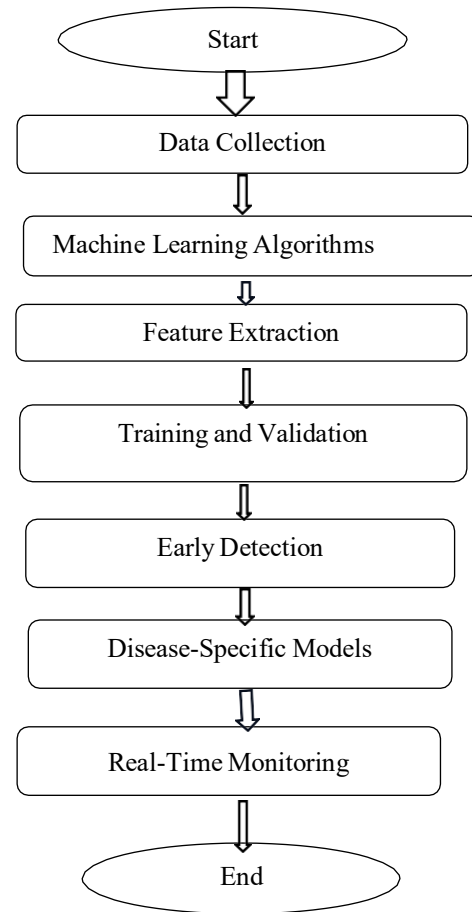 Start
Data Collection
Machine Learning Algorithms
Feature Extraction
Training and Validation
Early Detection
Disease-Specific Models
Real-Time Monitoring
End